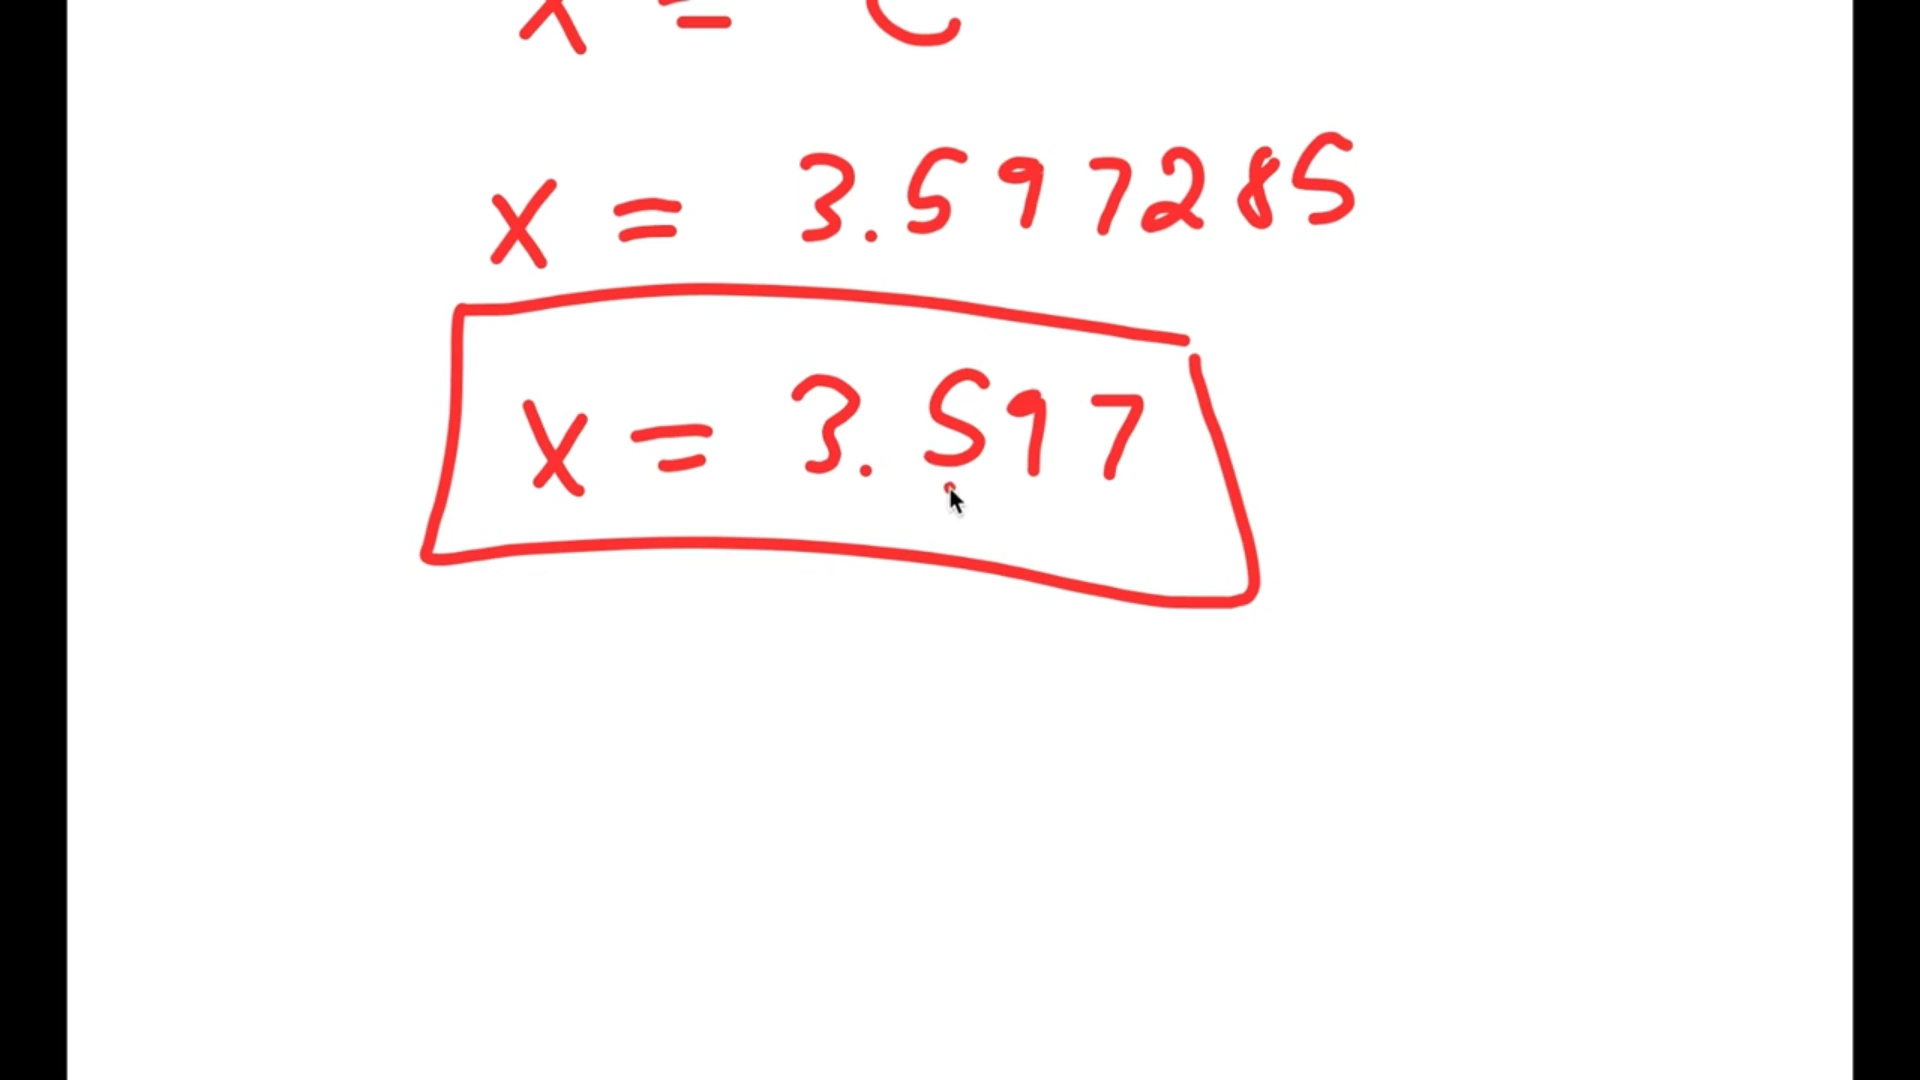 x =
x = 3.597285
x = 3.597